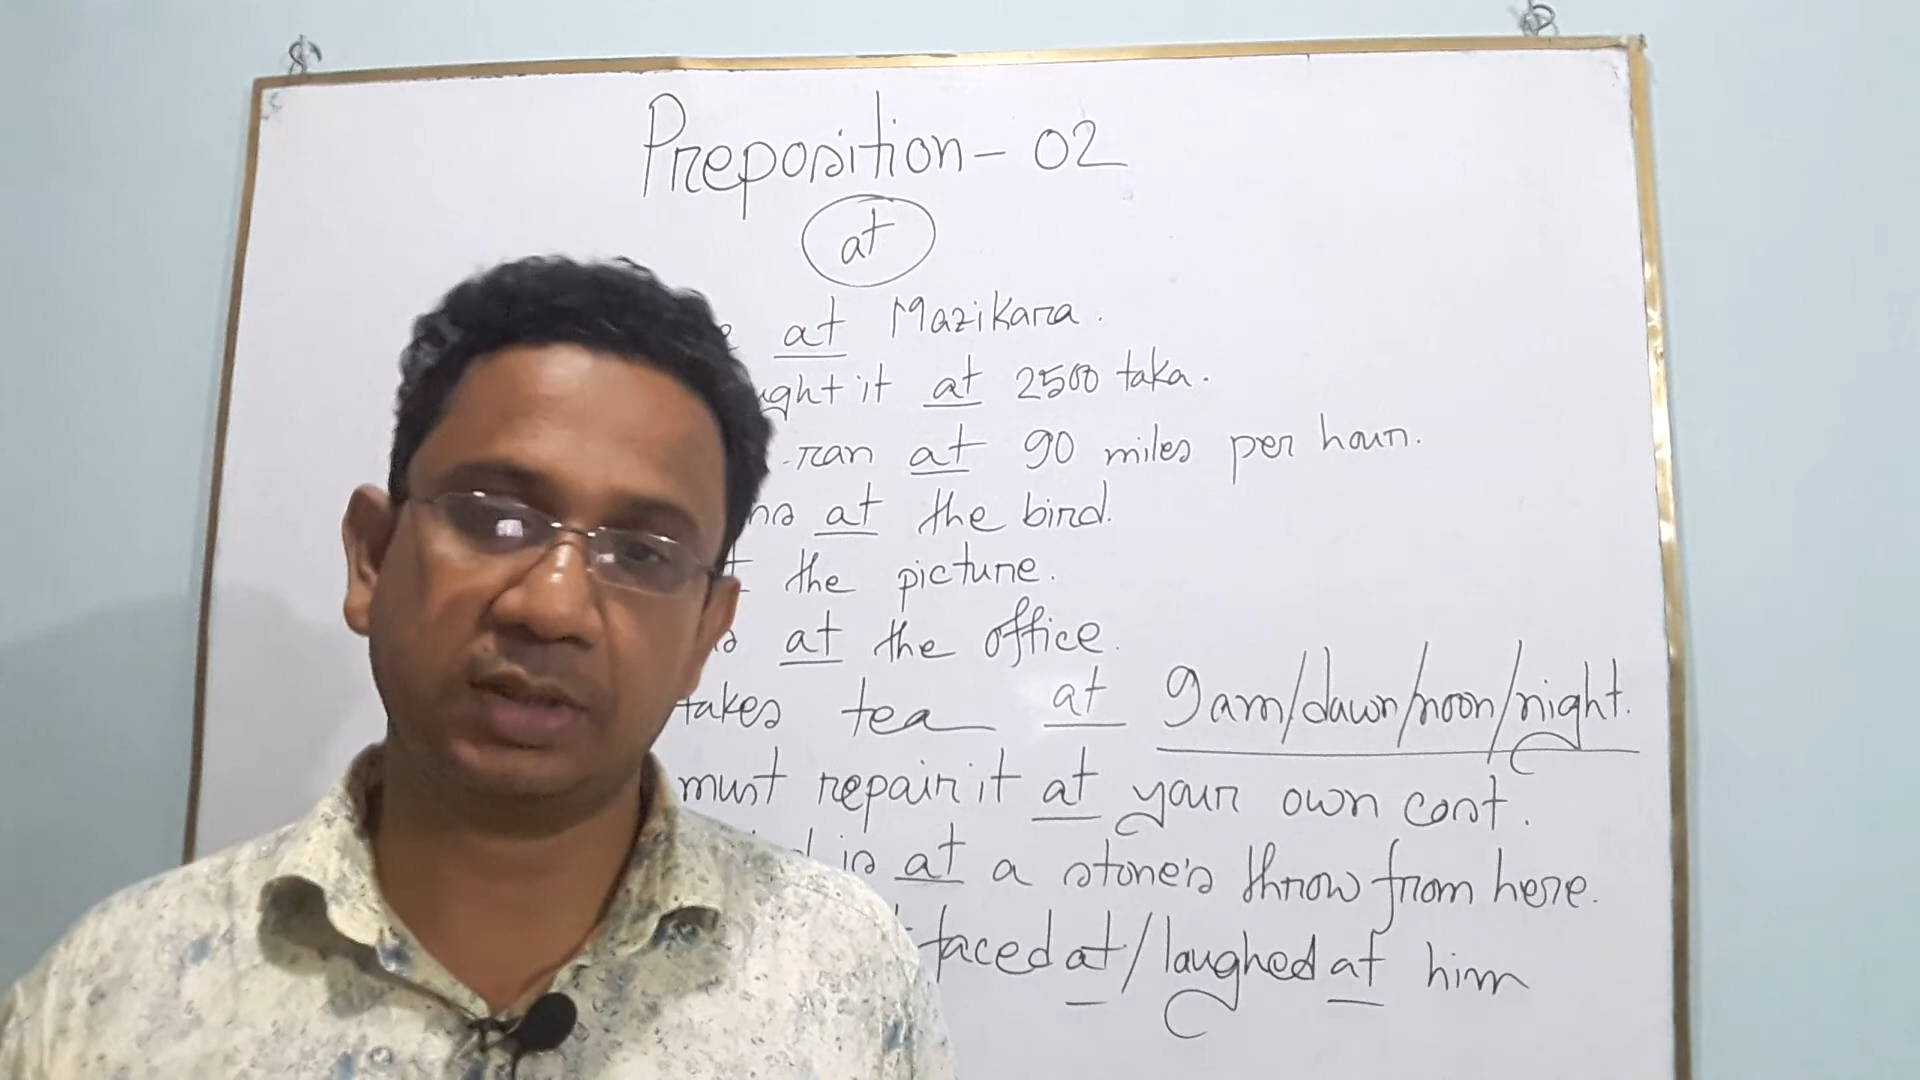 Preposition - 02
at
at Mazikara.
it at 2500 taka.
ran at 90 miles per hour.
at the bird.
the picture.
at the office.
takes tea at 9am/dawn/noon/night.
must repair it at your own cost.
is at a stone's throw from here.
faced at/laughed at him